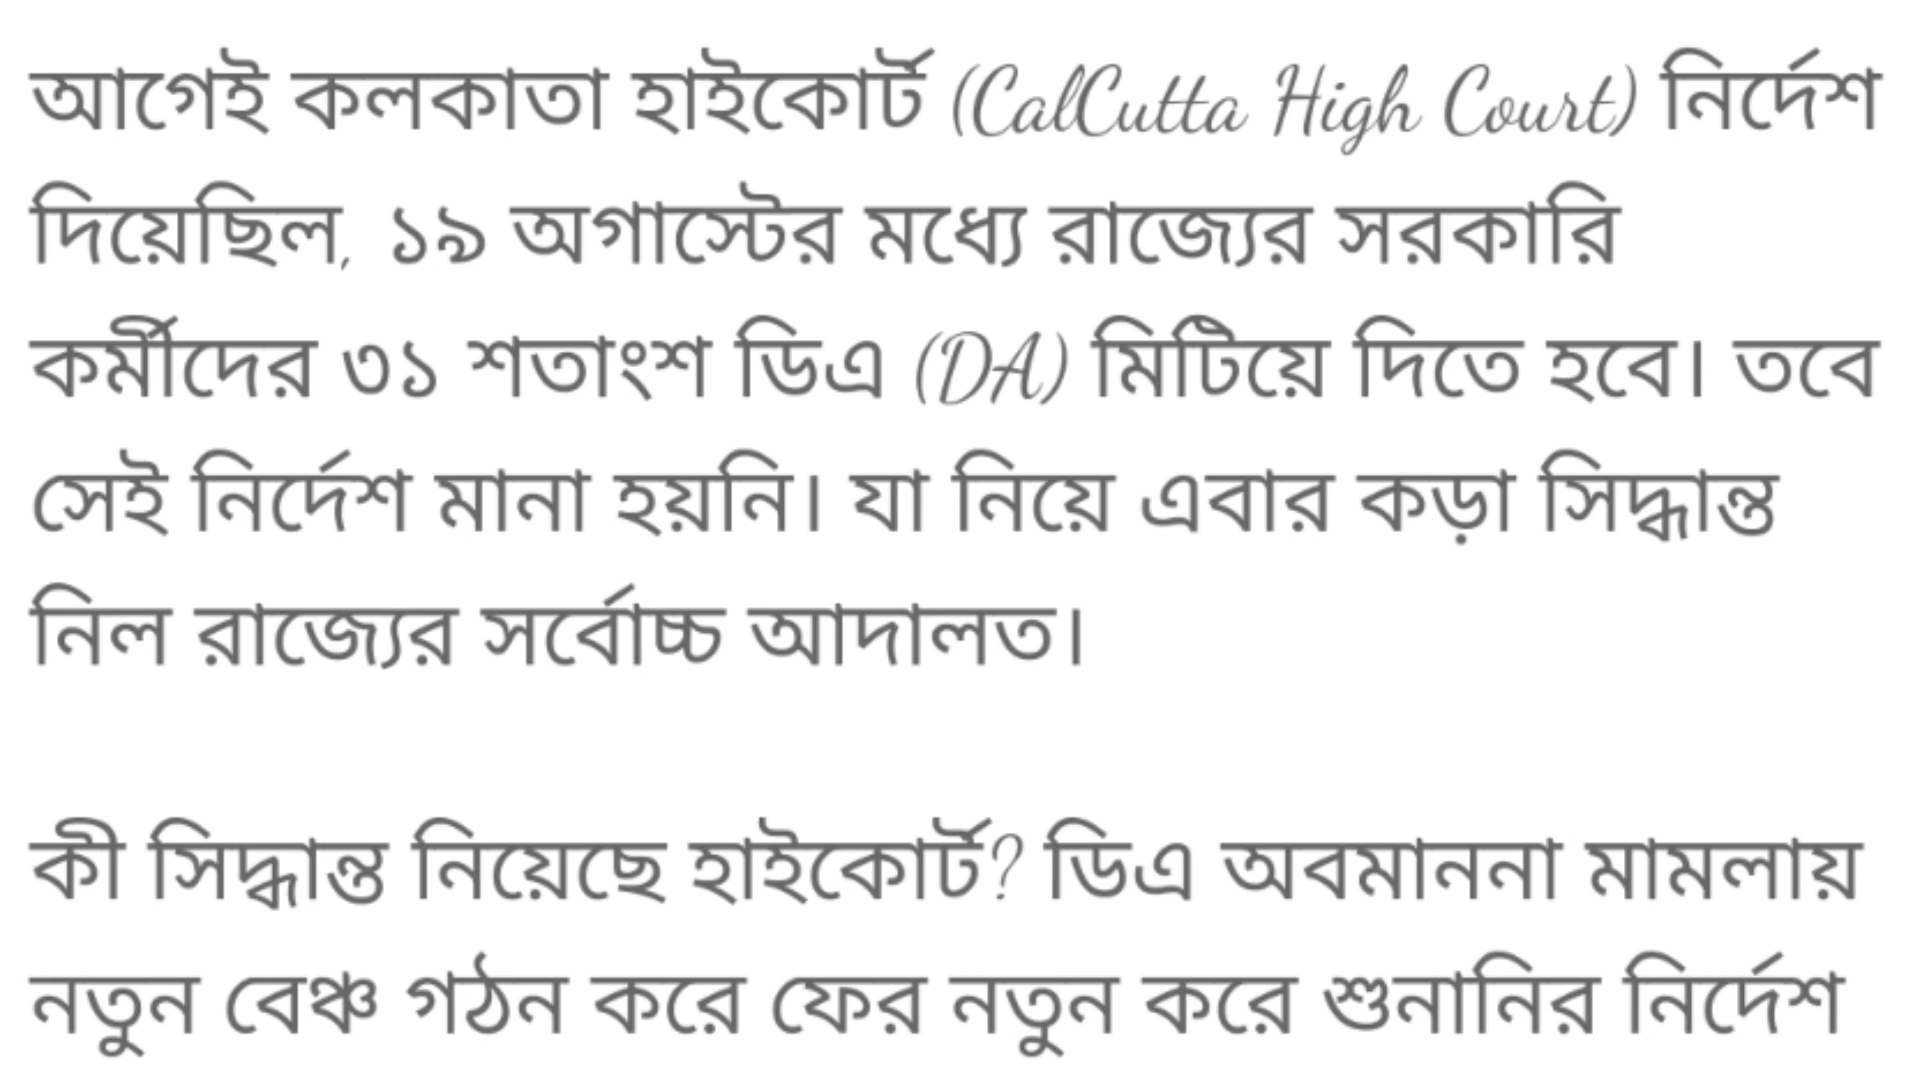 আগেই কলকাতা হাইকোর্ট (CalCutta High Court) নির্দেশ
দিয়েছিল, ১৯ অগাস্টের মধ্যে রাজ্যের সরকারি
কর্মীদের ৩১ শতাংশ ডিএ (DA) মিটিয়ে দিতে হবে। তবে
সেই নির্দেশ মানা হয়নি। যা নিয়ে এবার কড়া সিদ্ধান্ত
নিল রাজ্যের সর্বোচ্চ আদালত।
কী সিদ্ধান্ত নিয়েছে হাইকোর্ট? ডিএ অবমাননা মামলায়
নতুন বেঞ্চ গঠন করে ফের নতুন করে শুনানির নির্দেশ